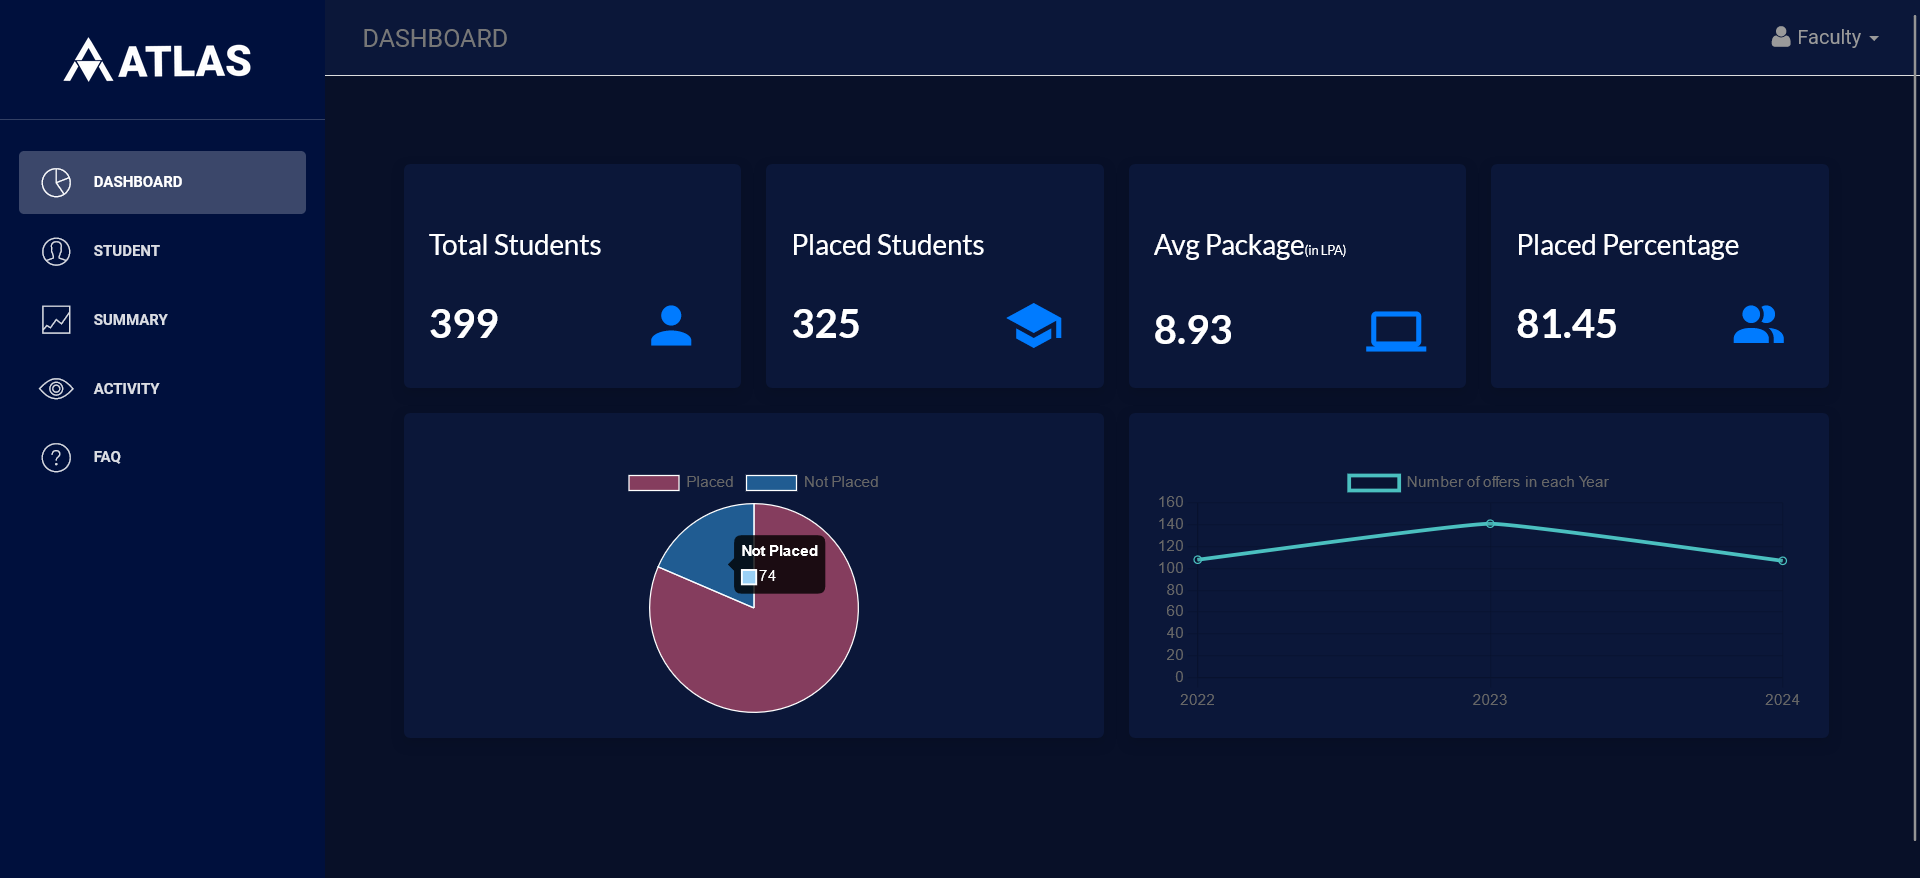 ATLAS
DASHBOARD
Faculty
DASHBOARD
STUDENT
SUMMARY
ACTIVITY
FAQ
Total Students
399
Placed Students
325
Avg Package(in LPA)
8.93
Placed Percentage
81.45
Placed Not Placed
Not Placed
74
Number of offers in each Year
160
140
120
100
80
60
40
20
0
2022 2023 2024